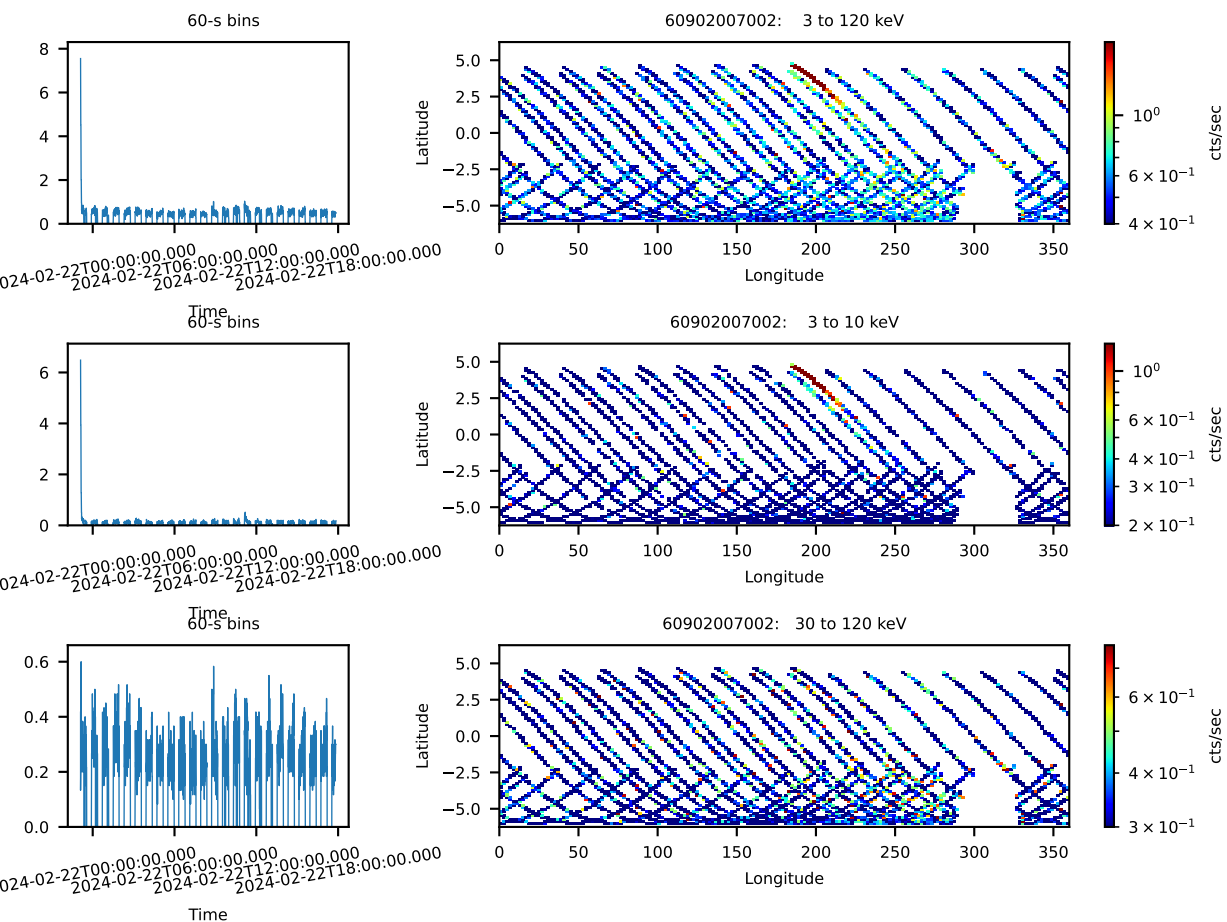 60-s bins
60902007002:    3 to 120 keV
8
6
4
2
0
024-02-22T00:00:00.000
2024-02-22T06:00:00.000
2024-02-22T12:00:00.000
2024-02-22T18:00:00.000
Time
Latitude
5.0
2.5
0.0
−2.5
−5.0
0 50 100 150 200 250 300 350
Longitude
10⁰
6 × 10⁻¹
4 × 10⁻¹
cts/sec
60-s bins
60902007002:    3 to 10 keV
6
4
2
0
024-02-22T00:00:00.000
2024-02-22T06:00:00.000
2024-02-22T12:00:00.000
2024-02-22T18:00:00.000
Time
Latitude
5.0
2.5
0.0
−2.5
−5.0
0 50 100 150 200 250 300 350
Longitude
10⁰
6 × 10⁻¹
4 × 10⁻¹
3 × 10⁻¹
2 × 10⁻¹
cts/sec
60-s bins
60902007002:   30 to 120 keV
0.6
0.4
0.2
0.0
024-02-22T00:00:00.000
2024-02-22T06:00:00.000
2024-02-22T12:00:00.000
2024-02-22T18:00:00.000
Time
Latitude
5.0
2.5
0.0
−2.5
−5.0
0 50 100 150 200 250 300 350
Longitude
6 × 10⁻¹
4 × 10⁻¹
3 × 10⁻¹
cts/sec